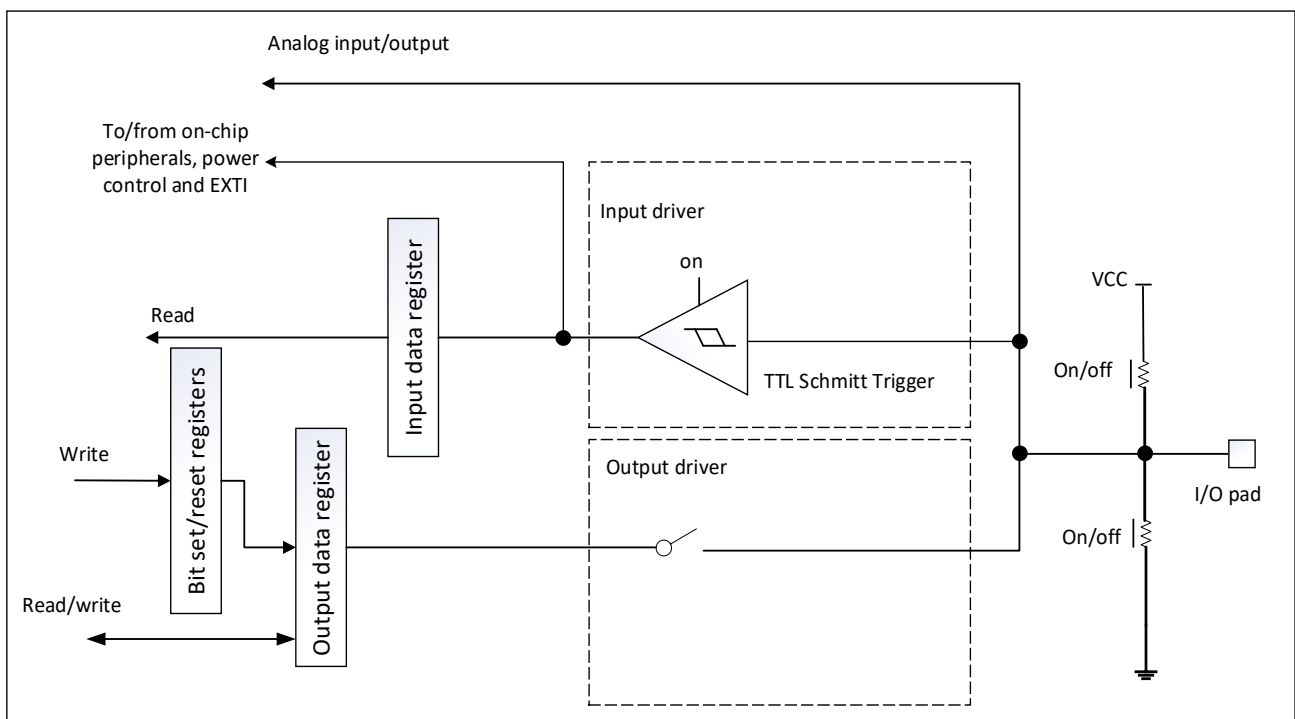 Analog input/output
To/from on-chip
peripherals, power
control and EXTI
Input driver
on
VCC
Read
Input data register
TTL Schmitt Trigger
On/off
Bit set/reset registers
Write
Output data register
Output driver
I/O pad
On/off
Read/write